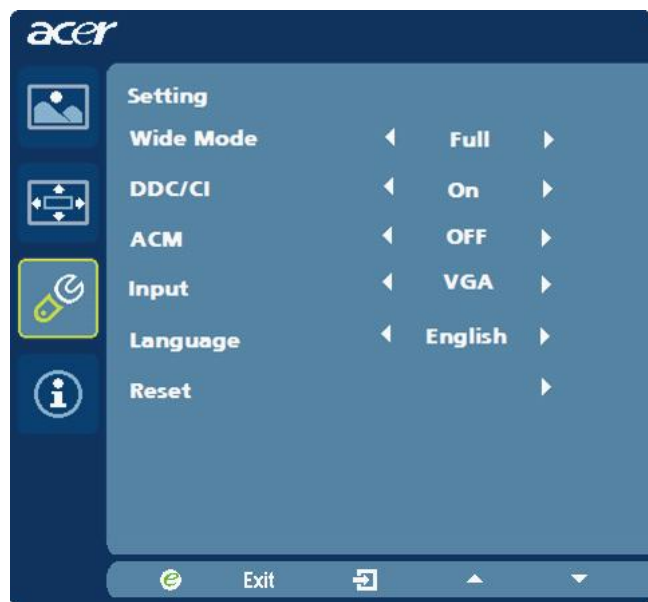 acer
Setting
Wide Mode Full
DDC/CI On
ACM OFF
Input VGA
Language English
Reset
e Exit